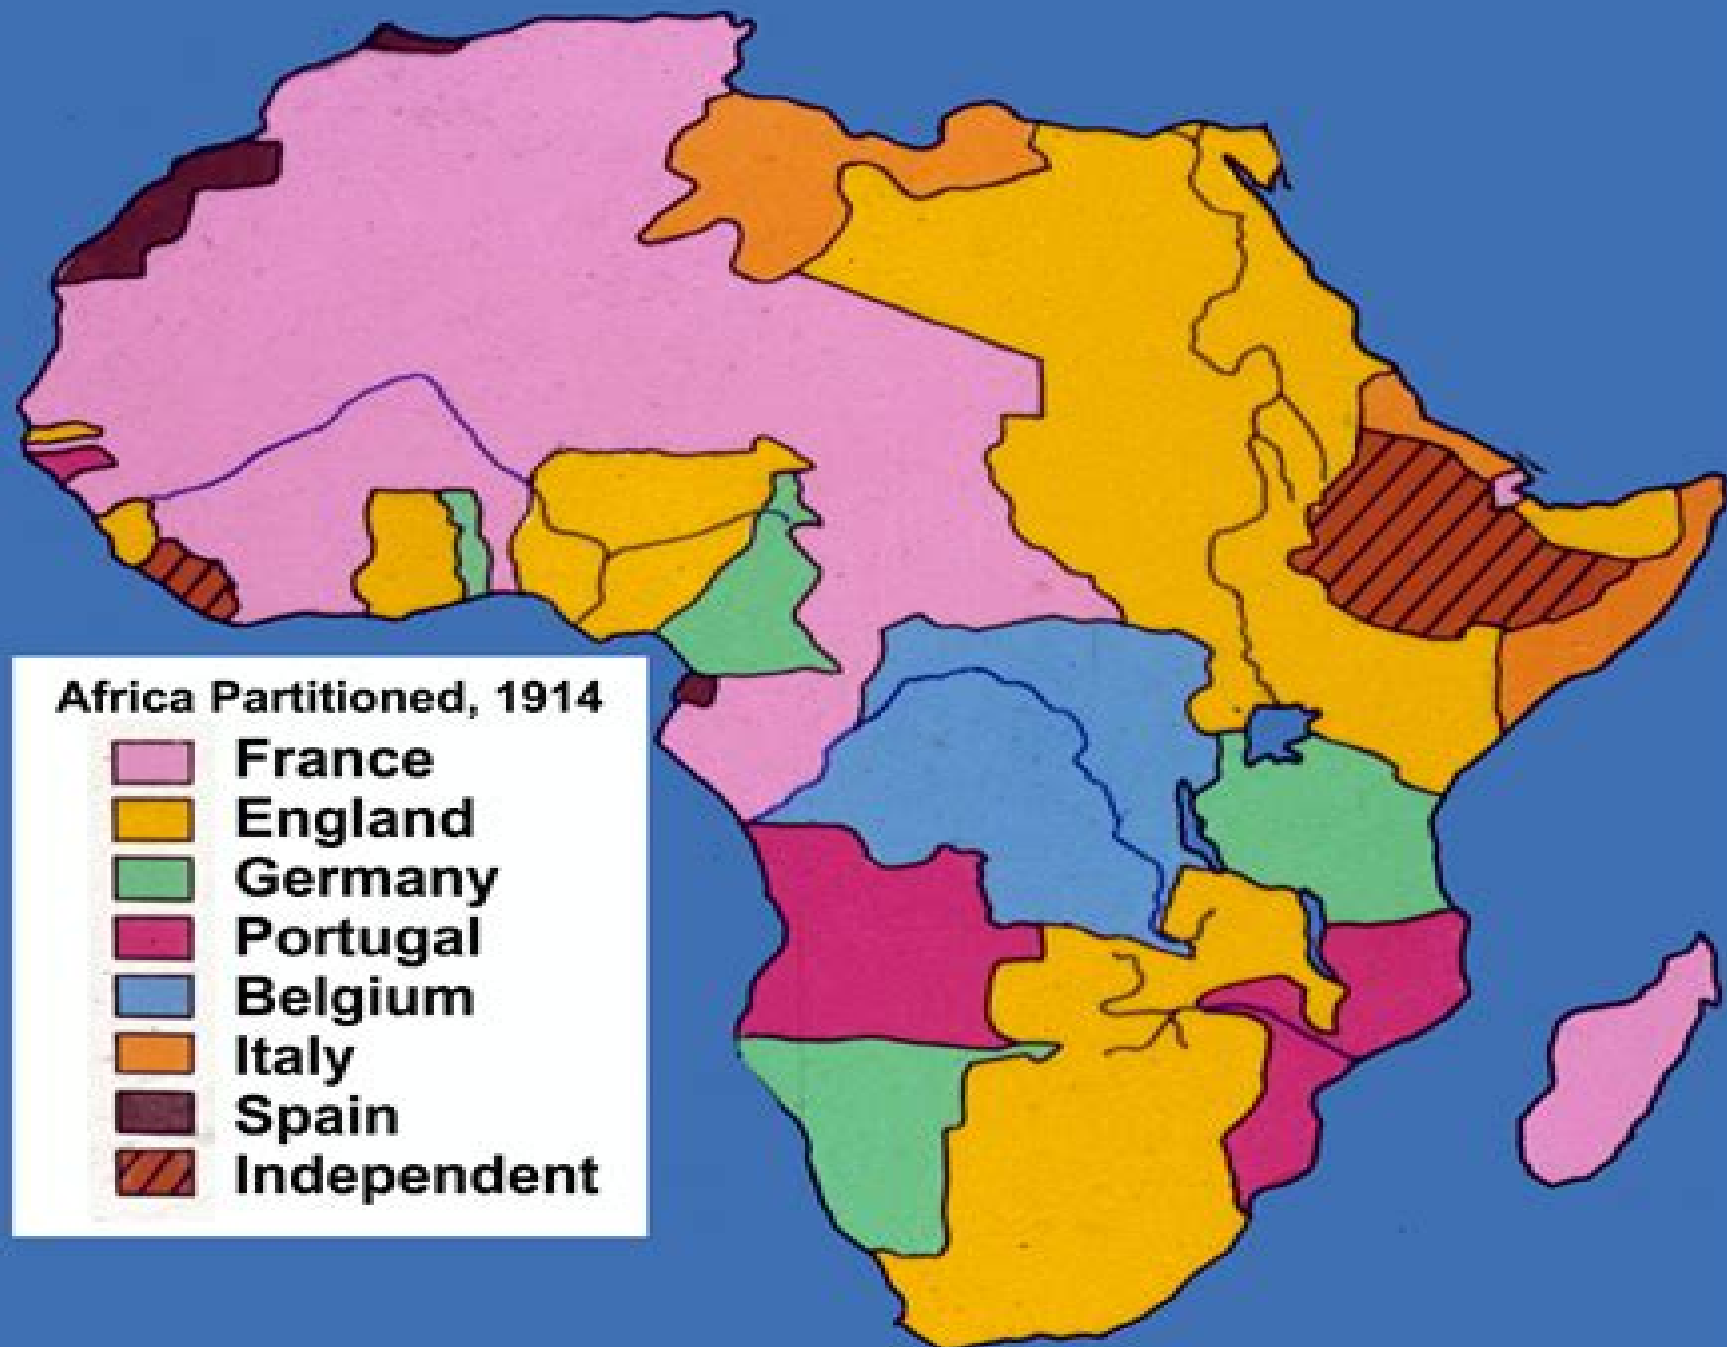 Africa Partitioned, 1914
France
England
Germany
Portugal
Belgium
Italy
Spain
Independent